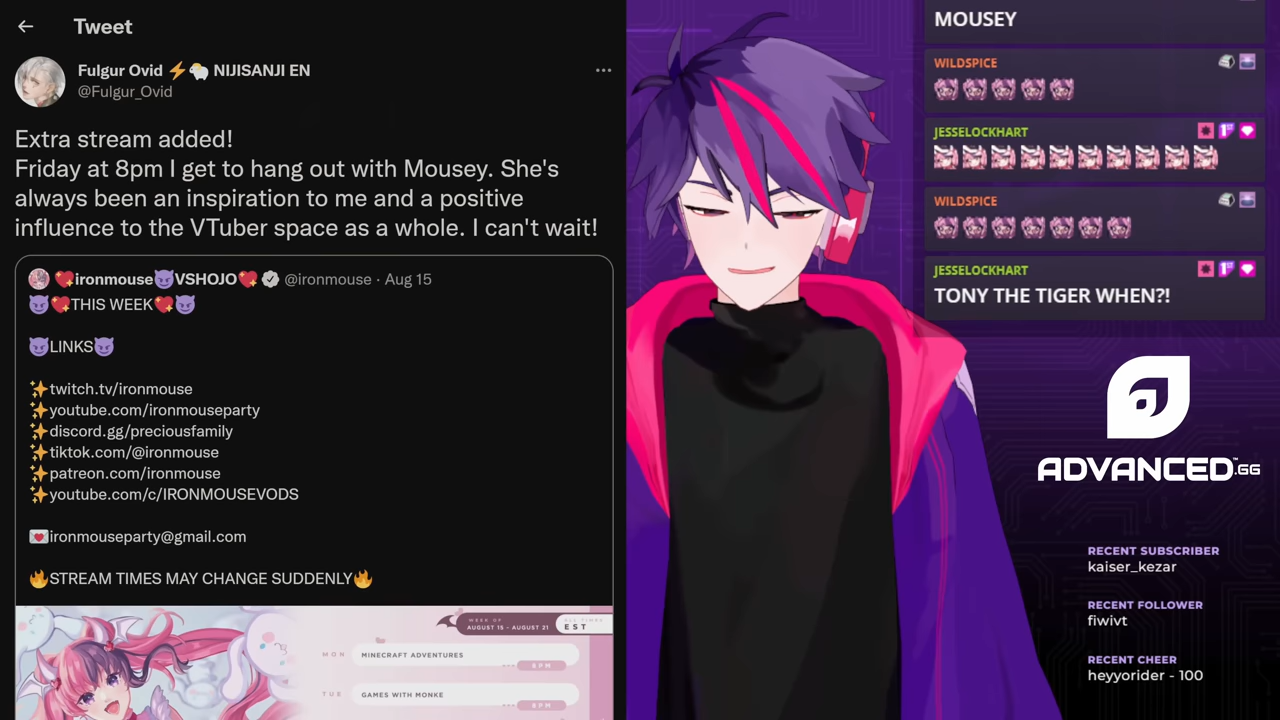 Tweet
Fulgur Ovid ⚡🐑 NIJISANJI EN
@Fulgur_Ovid
Extra stream added!
Friday at 8pm I get to hang out with Mousey. She's
always been an inspiration to me and a positive
influence to the VTuber space as a whole. I can't wait!
💖ironmouse😈VSHOJO💖 @ironmouse · Aug 15
😈💖THIS WEEK💖😈
😈LINKS😈
✨twitch.tv/ironmouse
✨youtube.com/ironmouseparty
✨discord.gg/preciousfamily
✨tiktok.com/@ironmouse
✨patreon.com/ironmouse
✨youtube.com/c/IRONMOUSEVODS
💌ironmouseparty@gmail.com
🔥STREAM TIMES MAY CHANGE SUDDENLY🔥
WEEK OF
AUGUST 15 - AUGUST 21
ALL TIMES
EST
MON
MINECRAFT ADVENTURES
8PM
TUE
GAMES WITH MONKE
8PM
MOUSEY
WILDSPICE
JESSELOCKHART
WILDSPICE
JESSELOCKHART
TONY THE TIGER WHEN?!
ADVANCED™.GG
RECENT SUBSCRIBER
kaiser_kezar
RECENT FOLLOWER
fiwivt
RECENT CHEER
heyyorider - 100